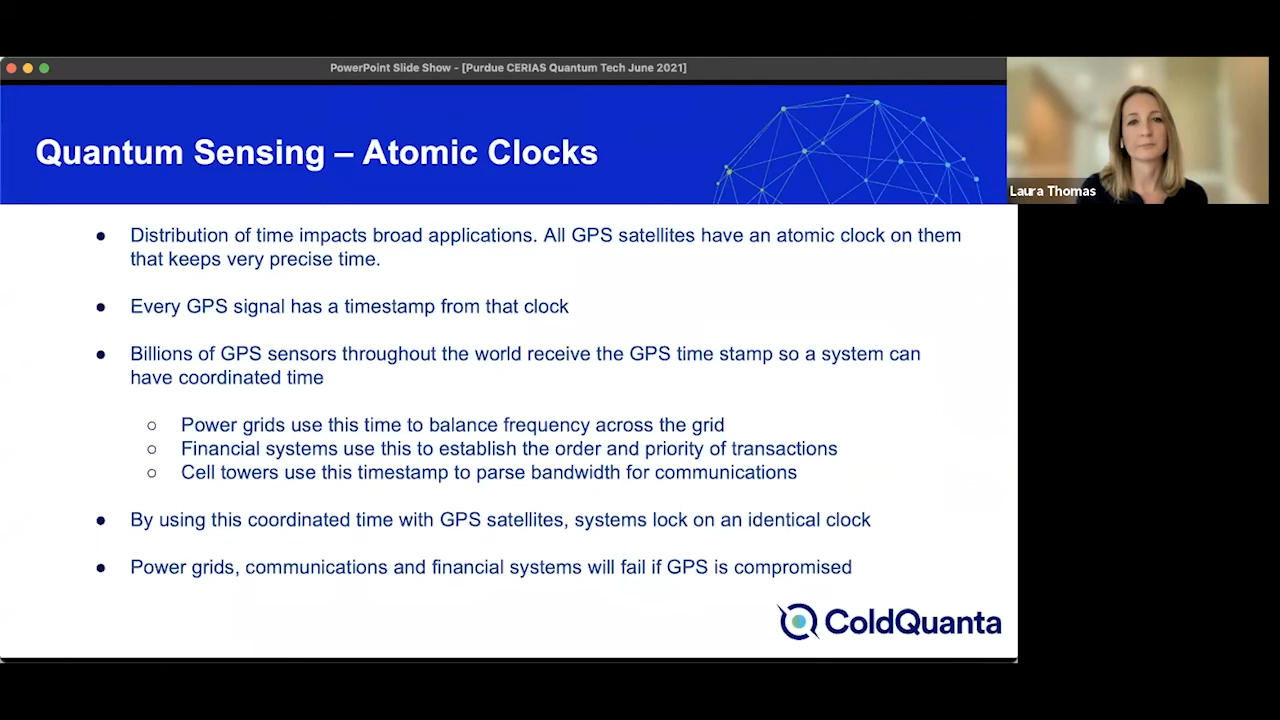 PowerPoint Slide Show - [Purdue CERIAS Quantum Tech June 2021]
Quantum Sensing – Atomic Clocks
Laura Thomas
● Distribution of time impacts broad applications. All GPS satellites have an atomic clock on them
that keeps very precise time.
● Every GPS signal has a timestamp from that clock
● Billions of GPS sensors throughout the world receive the GPS time stamp so a system can
have coordinated time
○ Power grids use this time to balance frequency across the grid
○ Financial systems use this to establish the order and priority of transactions
○ Cell towers use this timestamp to parse bandwidth for communications
● By using this coordinated time with GPS satellites, systems lock on an identical clock
● Power grids, communications and financial systems will fail if GPS is compromised
ColdQuanta